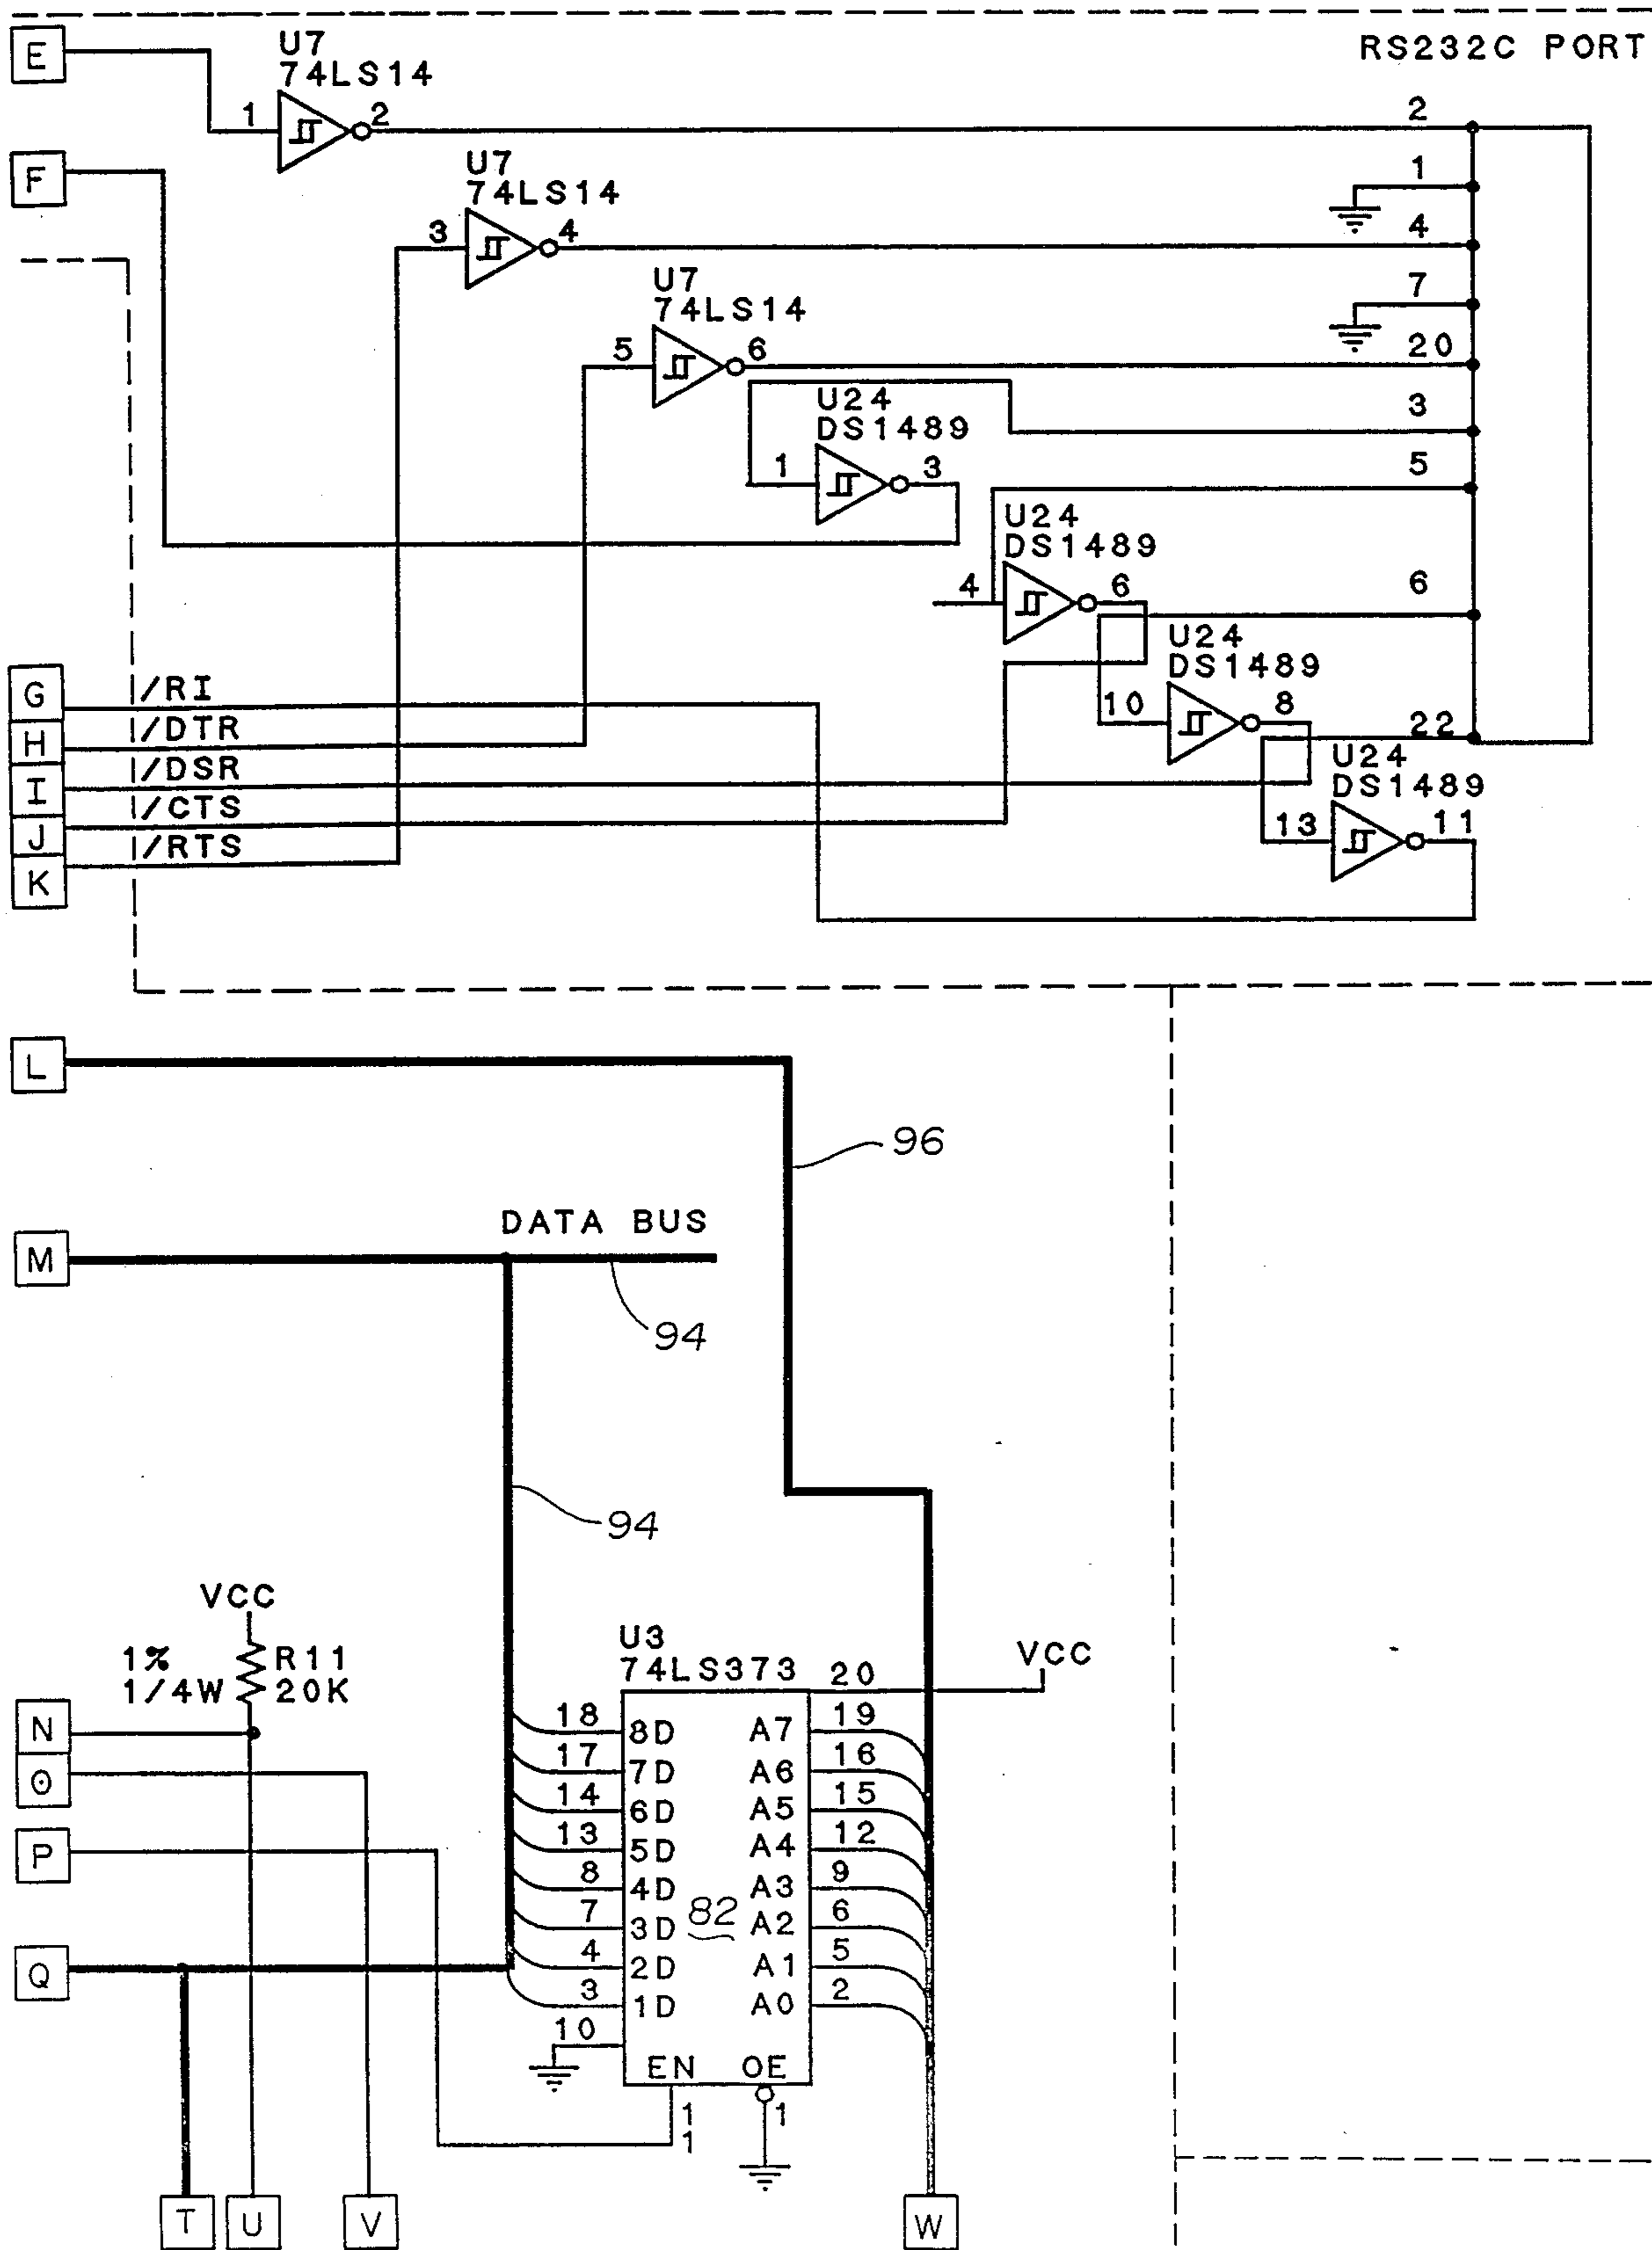 E
U7
74LS14
RS232C PORT
1
2
2
F
U7
74LS14
1
3
4
4
U7
74LS14
7
5
6
20
U24
DS1489
3
1
3
5
U24
DS1489
4
6
6
U24
DS1489
G
/RI
10
8
H
/DTR
22
U24
DS1489
I
/DSR
J
/CTS
13
11
K
/RTS
L
96
DATA BUS
M
94
94
VCC
1%
1/4W
R11
20K
U3
74LS373
20
VCC
N
18
8D
A7
19
O
17
7D
A6
16
14
6D
A5
15
P
13
5D
A4
12
8
4D
A3
9
7
3D
82
A2
6
Q
4
2D
A1
5
3
1D
A0
2
10
EN
OE
1
1
1
T
U
V
W